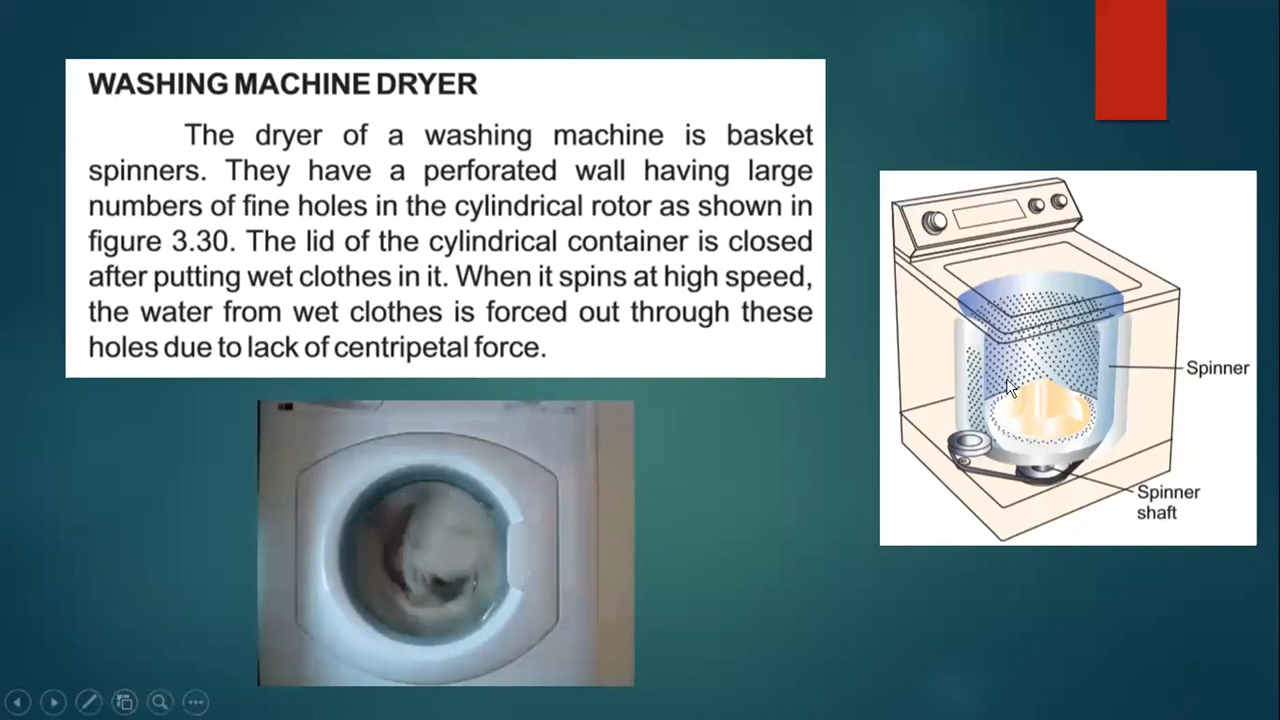 WASHING MACHINE DRYER
The dryer of a washing machine is basket
spinners. They have a perforated wall having large
numbers of fine holes in the cylindrical rotor as shown in
figure 3.30. The lid of the cylindrical container is closed
after putting wet clothes in it. When it spins at high speed,
the water from wet clothes is forced out through these
holes due to lack of centripetal force.
Spinner
Spinner
shaft